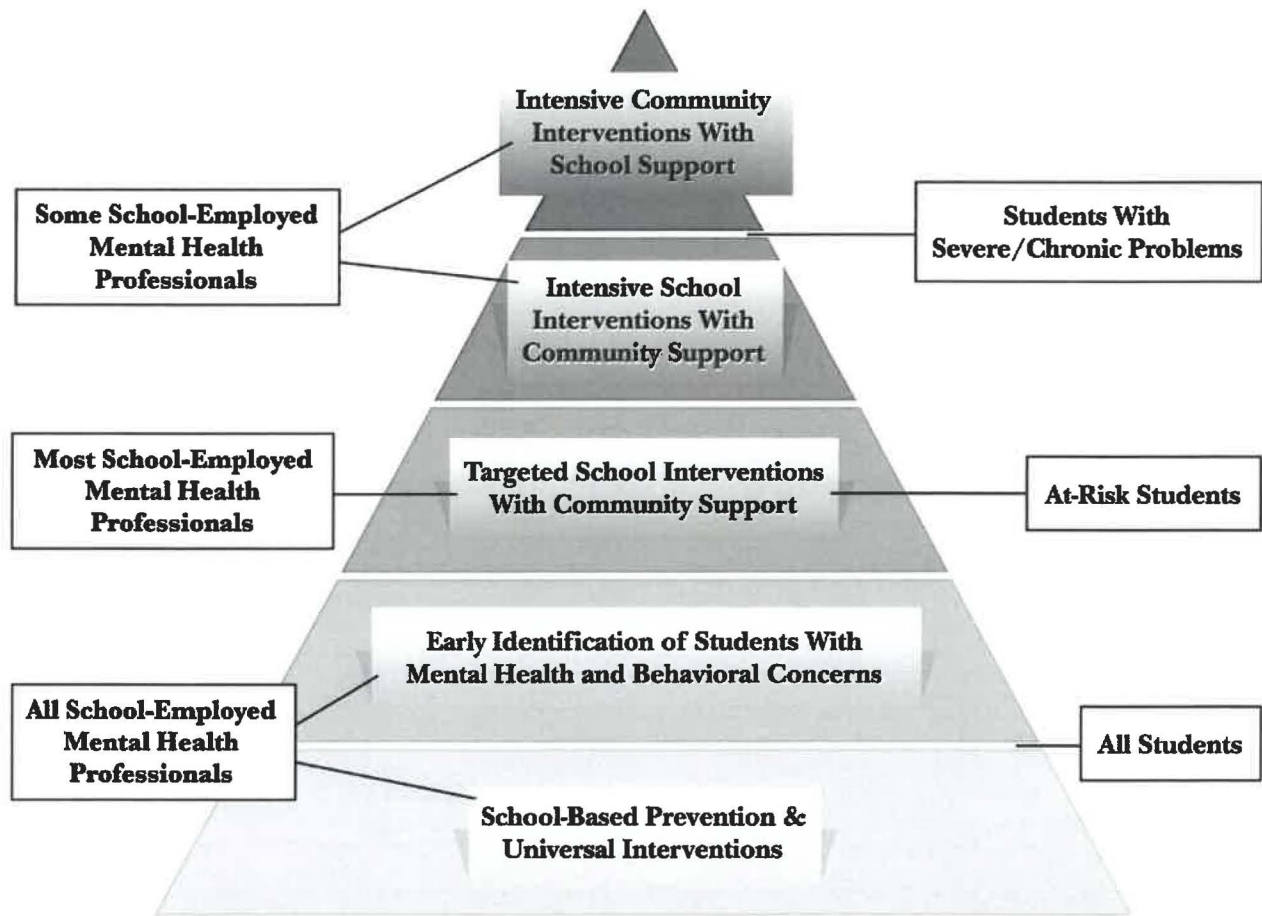 Intensive Community
Interventions With
School Support
Some School-Employed
Mental Health
Professionals
Students With
Severe/Chronic Problems
Intensive School
Interventions With
Community Support
Most School-Employed
Mental Health
Professionals
Targeted School Interventions
With Community Support
At-Risk Students
Early Identification of Students With
Mental Health and Behavioral Concerns
All School-Employed
Mental Health
Professionals
All Students
School-Based Prevention &
Universal Interventions